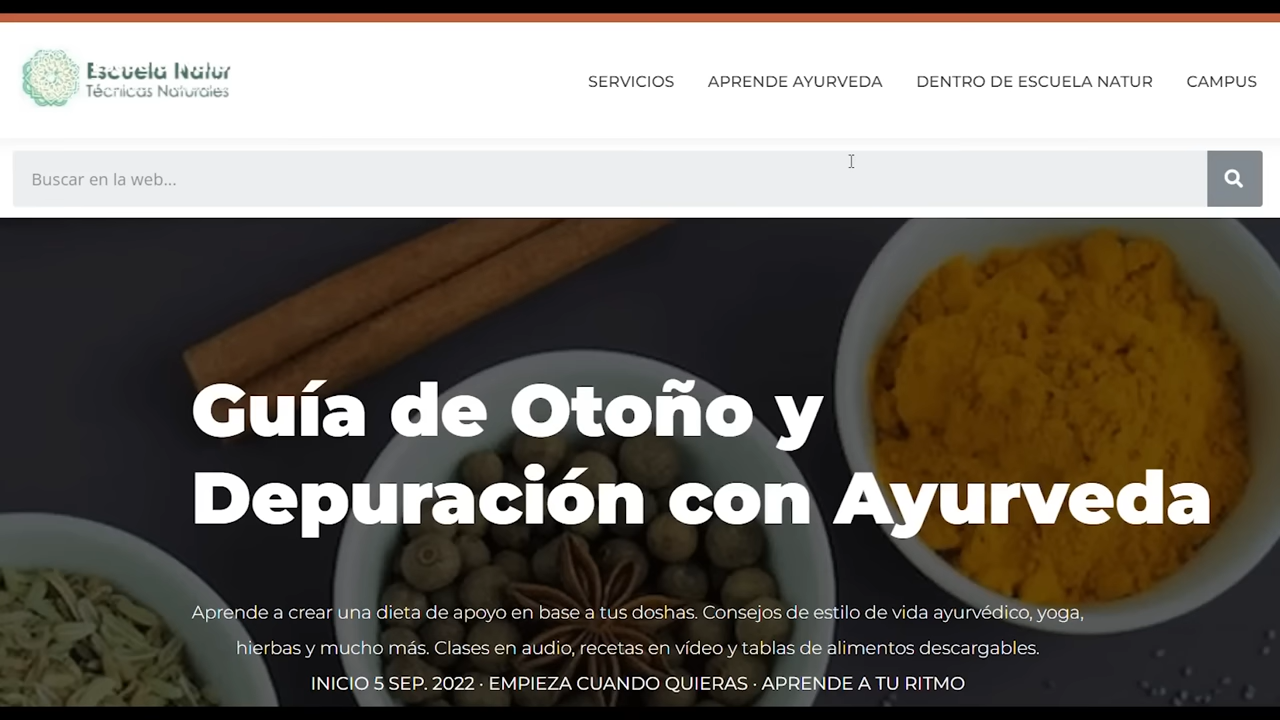 Escuela Natur
Técnicas Naturales
SERVICIOS APRENDE AYURVEDA DENTRO DE ESCUELA NATUR CAMPUS
Buscar en la web...
Guía de Otoño y
Depuración con Ayurveda
Aprende a crear una dieta de apoyo en base a tus doshas. Consejos de estilo de vida ayurvédico, yoga,
hierbas y mucho más. Clases en audio, recetas en vídeo y tablas de alimentos descargables.
INICIO 5 SEP. 2022 · EMPIEZA CUANDO QUIERAS · APRENDE A TU RITMO